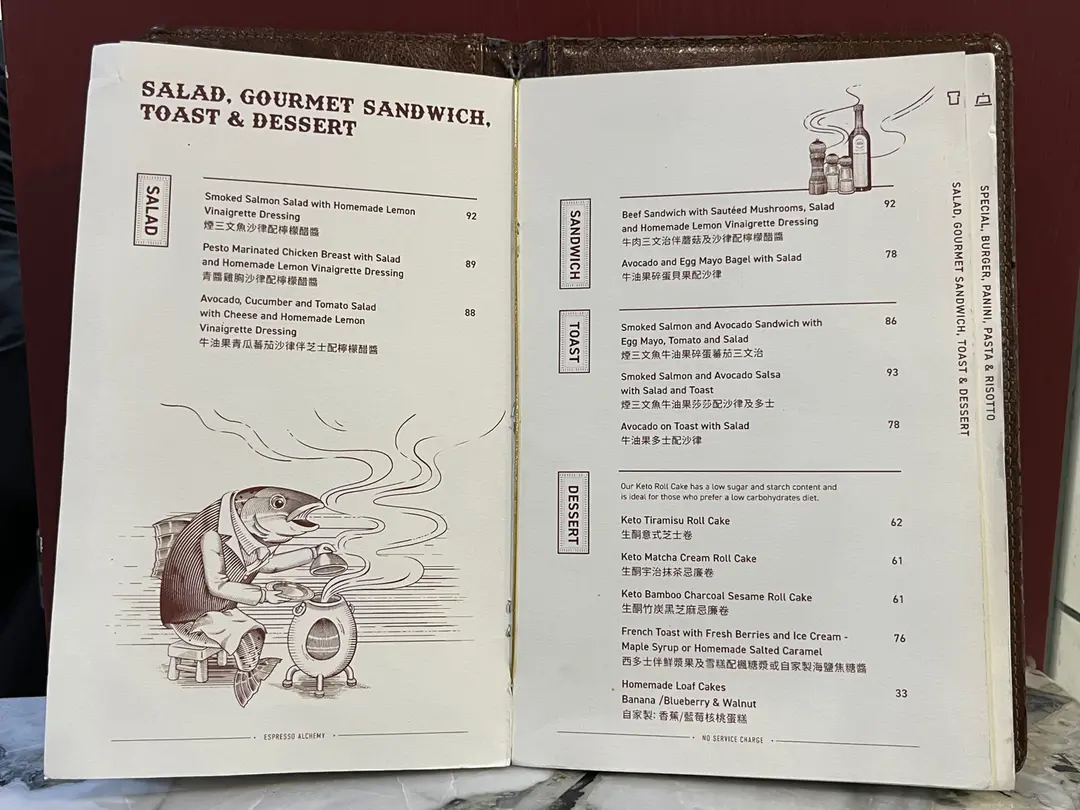 SALAD, GOURMET SANDWICH,
TOAST & DESSERT
SALAD
Smoked Salmon Salad with Homemade Lemon
Vinaigrette Dressing
92
煙三文魚沙律配檸檬醋醬
Pesto Marinated Chicken Breast with Salad
and Homemade Lemon Vinaigrette Dressing
89
青醬雞胸沙律配檸檬醋醬
Avocado, Cucumber and Tomato Salad
with Cheese and Homemade Lemon
Vinaigrette Dressing
88
牛油果青瓜蕃茄沙律伴芝士配檸檬醋醬
ESPRESSO ALCHEMY
SANDWICH
Beef Sandwich with Sautéed Mushrooms, Salad
and Homemade Lemon Vinaigrette Dressing
92
牛肉三文治伴蘑菇及沙律配檸檬醋醬
Avocado and Egg Mayo Bagel with Salad
78
牛油果碎蛋貝果配沙律
TOAST
Smoked Salmon and Avocado Sandwich with
Egg Mayo, Tomato and Salad
86
煙三文魚牛油果碎蛋蕃茄三文治
Smoked Salmon and Avocado Salsa
with Salad and Toast
93
煙三文魚牛油果莎莎配沙律及多士
Avocado on Toast with Salad
78
牛油果多士配沙律
DESSERT
Our Keto Roll Cake has a low sugar and starch content and
is ideal for those who prefer a low carbohydrates diet.
Keto Tiramisu Roll Cake
62
生酮意式芝士卷
Keto Matcha Cream Roll Cake
61
生酮宇治抹茶忌廉卷
Keto Bamboo Charcoal Sesame Roll Cake
61
生酮竹炭黑芝麻忌廉卷
French Toast with Fresh Berries and Ice Cream -
Maple Syrup or Homemade Salted Caramel
76
西多士伴鮮漿果及雪糕配楓糖漿或自家製海鹽焦糖醬
Homemade Loaf Cakes
Banana /Blueberry & Walnut
33
自家製: 香蕉/藍莓核桃蛋糕
NO SERVICE CHARGE
SALAD, GOURMET SANDWICH, TOAST & DESSERT
SPECIAL, BURGER, PANINI, PASTA & RISOTTO